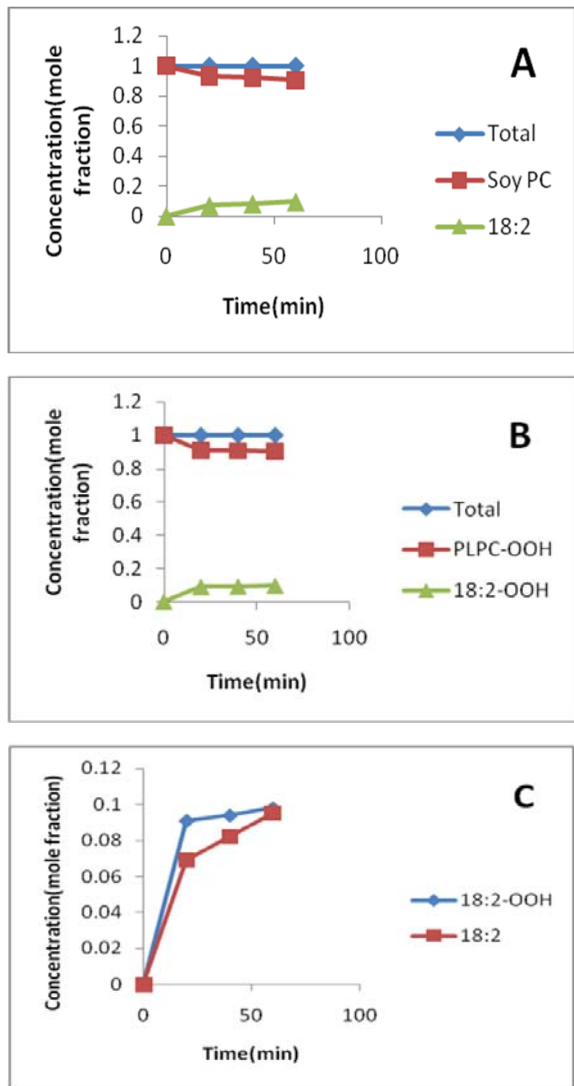 A
Concentration(mole
fraction)
1.2
1
0.8
0.6
0.4
0.2
0
0
50
100
Time(min)
Total
Soy PC
18:2
B
Concentration(mole
fraction)
1.2
1
0.8
0.6
0.4
0.2
0
0
50
100
Time(min)
Total
PLPC-OOH
18:2-OOH
C
Concentration(mole fraction)
0.12
0.1
0.08
0.06
0.04
0.02
0
0
50
100
Time(min)
18:2-OOH
18:2